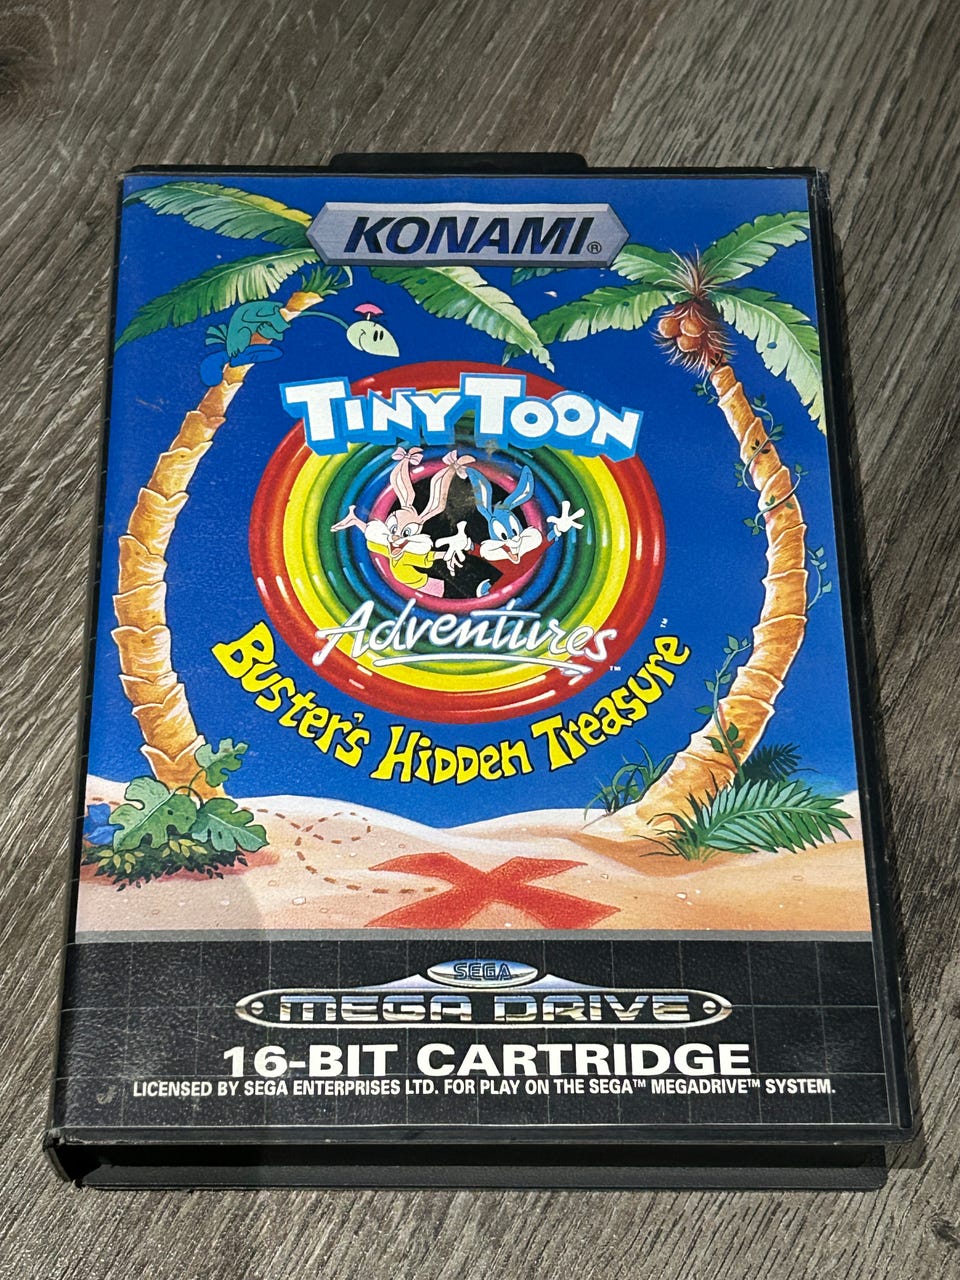 KONAMI®
TINY TOON
Adventures™
BUSTER'S HIDDEN TREASURE™
SEGA
MEGA DRIVE
16-BIT CARTRIDGE
LICENSED BY SEGA ENTERPRISES LTD. FOR PLAY ON THE SEGA™ MEGADRIVE™ SYSTEM.